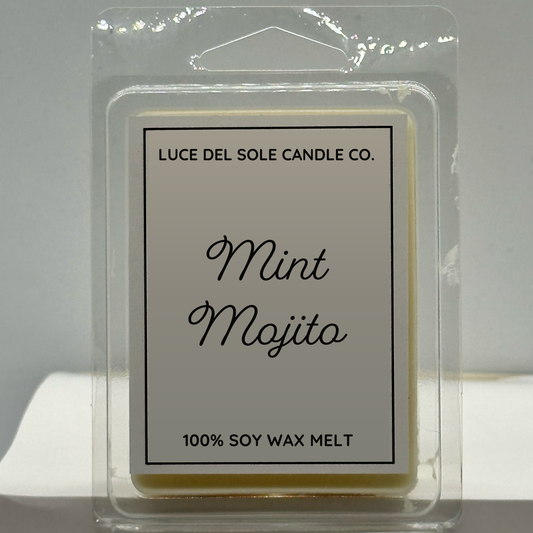 LUCE DEL SOLE CANDLE CO.
Mint
Mojito
100% SOY WAX MELT